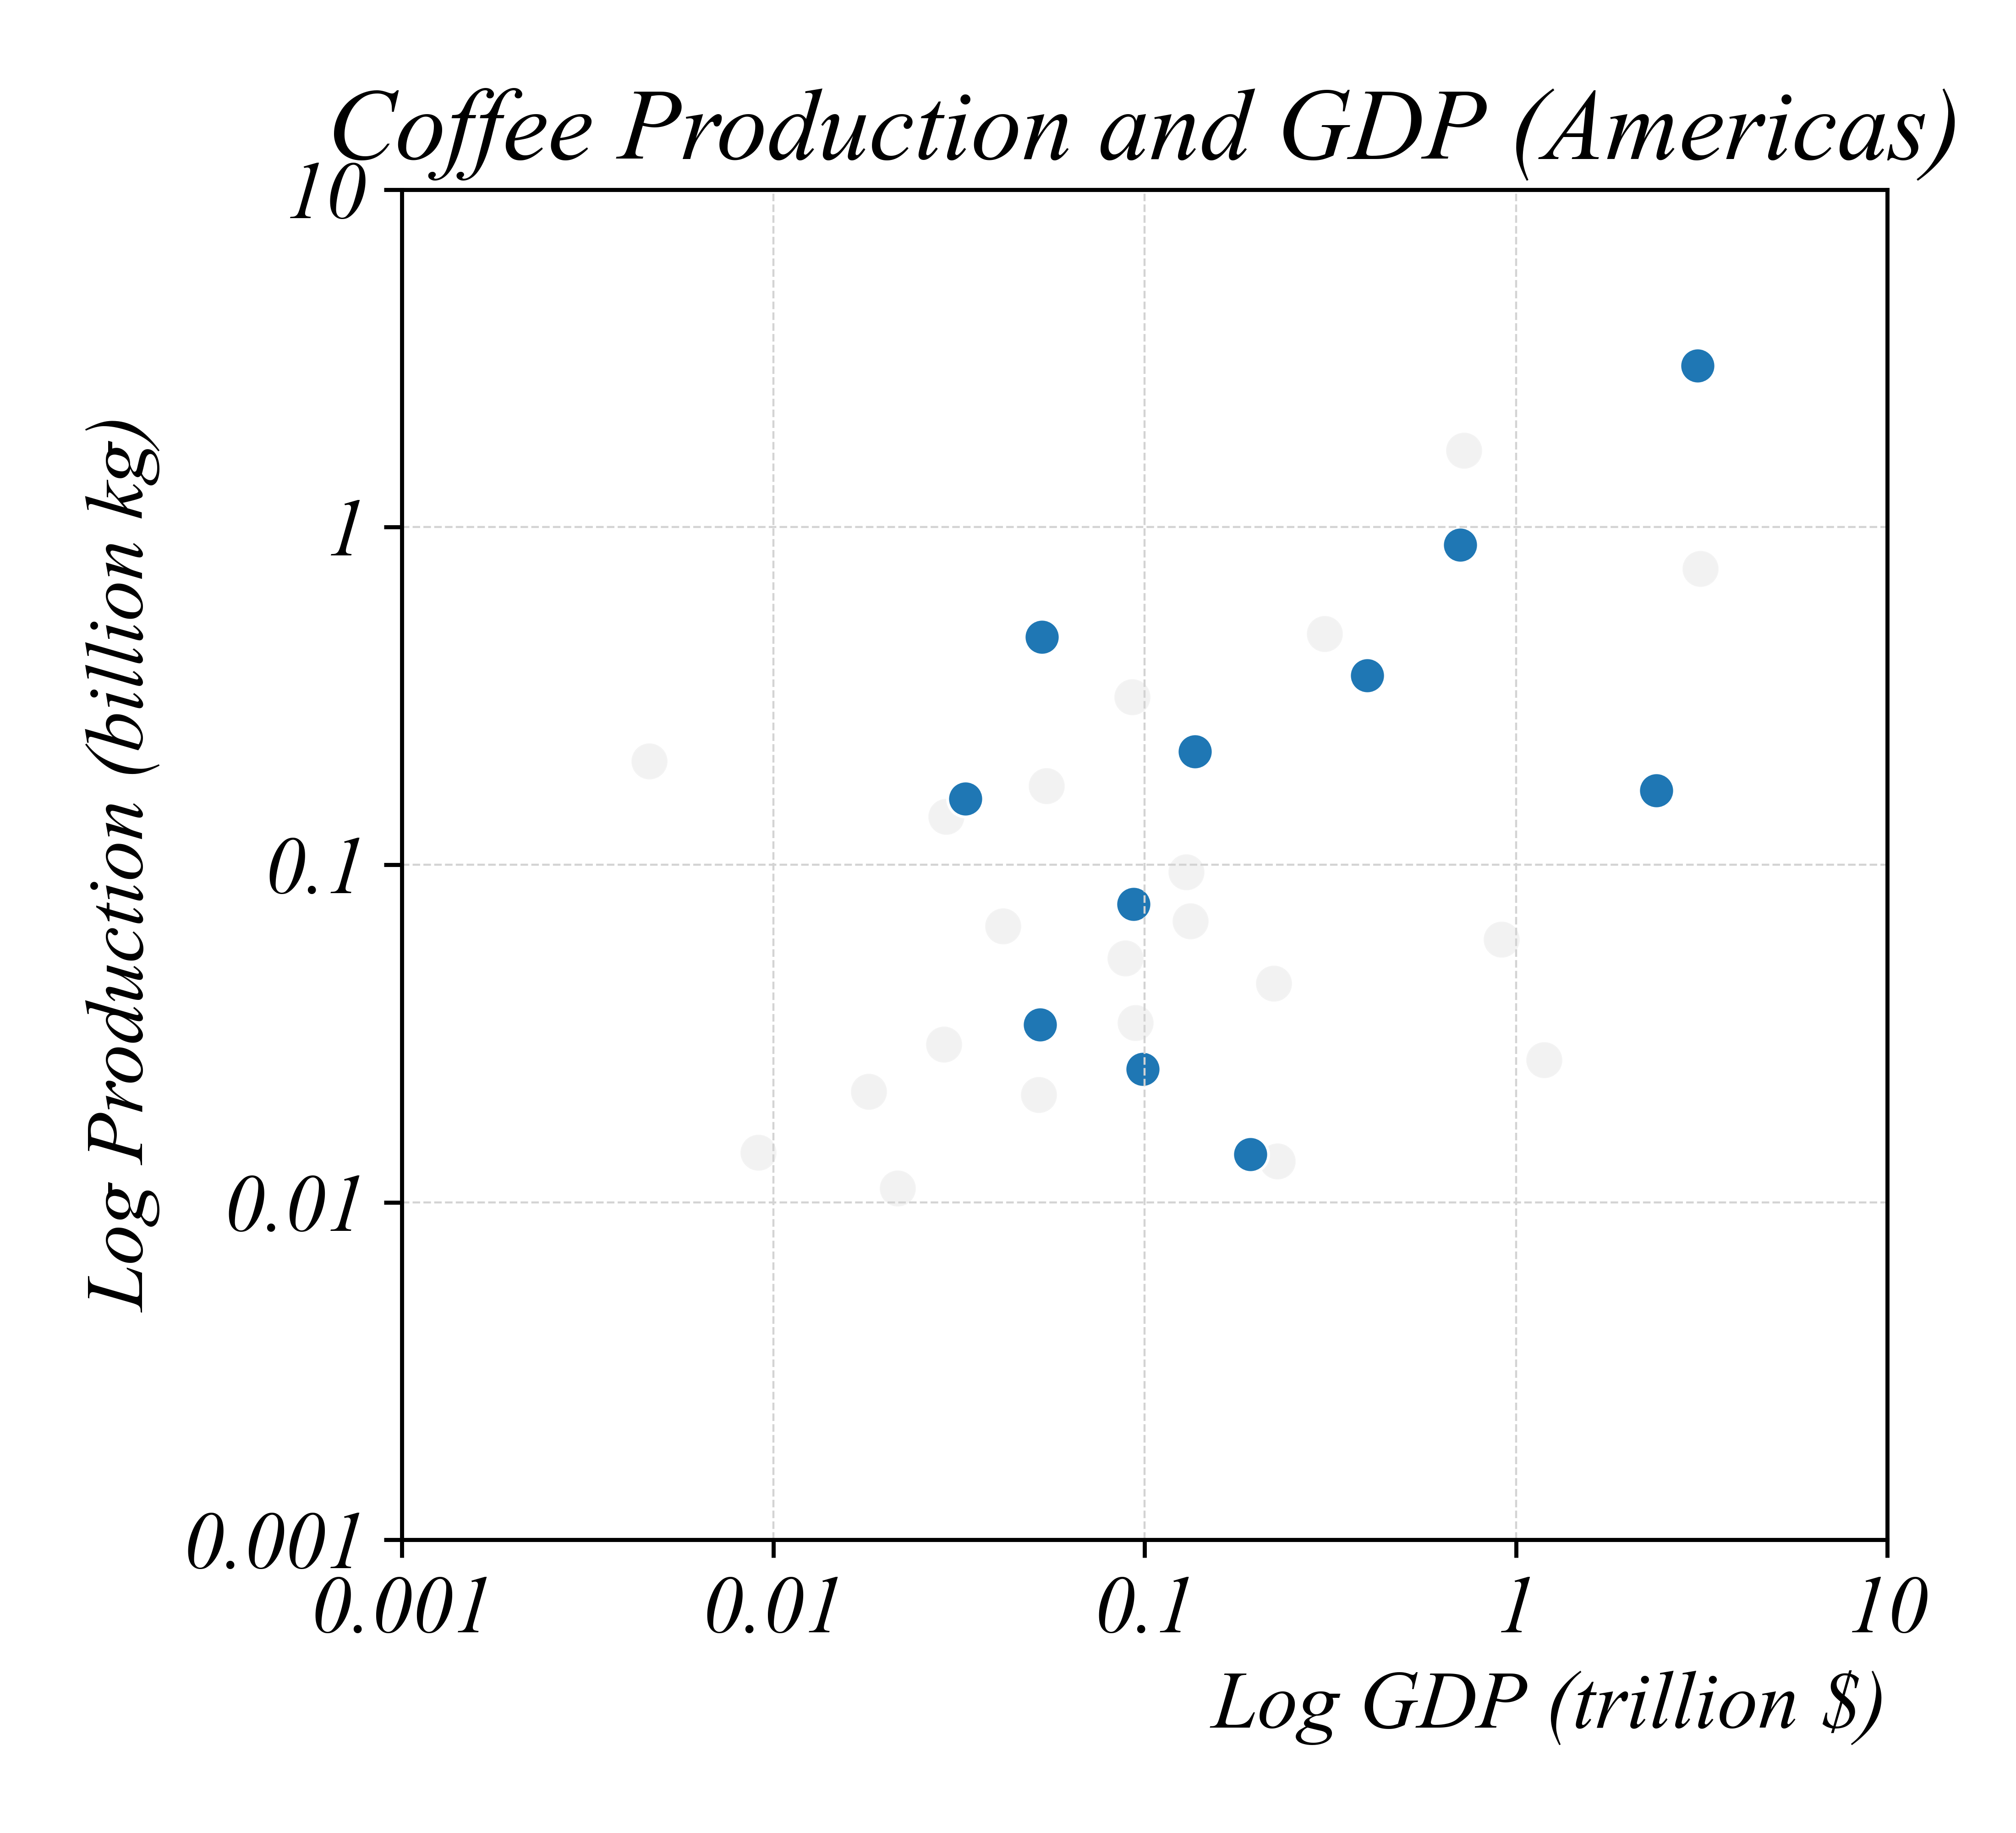 Coffee Production and GDP (Americas)
10
1
0.1
0.01
0.001
Log Production (billion kg)
0.001 0.01 0.1 1 10
Log GDP (trillion $)